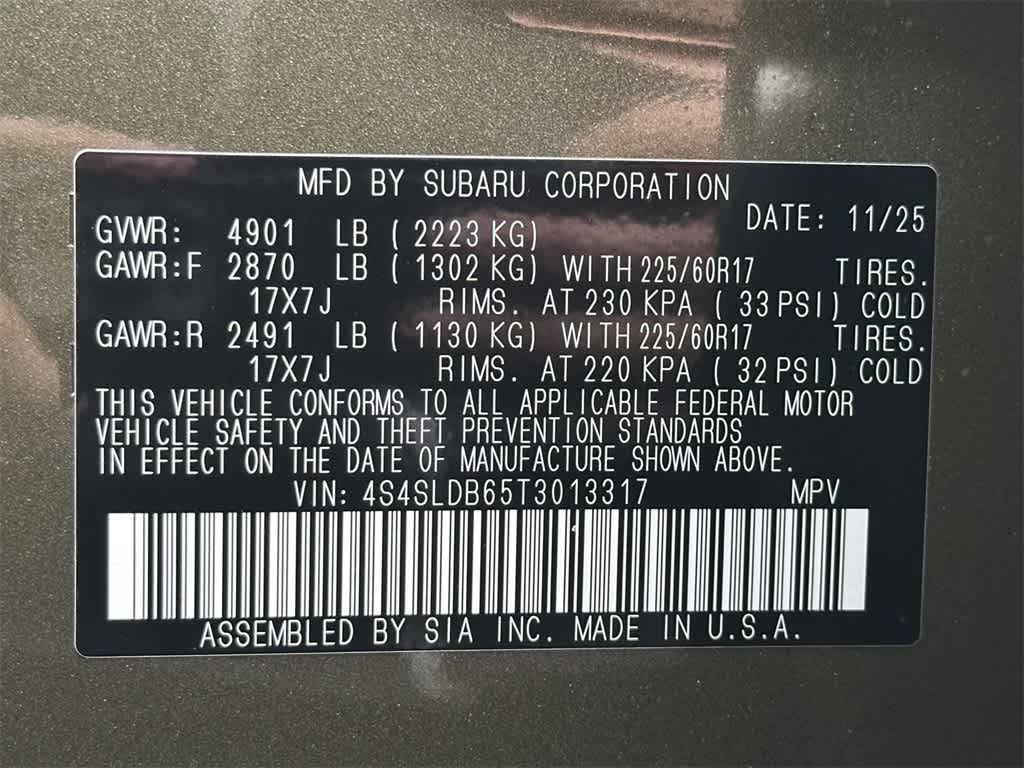 MFD BY SUBARU CORPORATION
DATE: 11/25
GVWR: 4901 LB ( 2223 KG)
GAWR:F 2870 LB ( 1302 KG) WITH 225/60R17 TIRES.
17X7J RIMS. AT 230 KPA ( 33 PSI) COLD
GAWR:R 2491 LB ( 1130 KG) WITH 225/60R17 TIRES.
17X7J RIMS. AT 220 KPA ( 32 PSI) COLD
THIS VEHICLE CONFORMS TO ALL APPLICABLE FEDERAL MOTOR
VEHICLE SAFETY AND THEFT PREVENTION STANDARDS
IN EFFECT ON THE DATE OF MANUFACTURE SHOWN ABOVE.
VIN: 4S4SLDB65T3013317 MPV
ASSEMBLED BY SIA INC. MADE IN U.S.A.